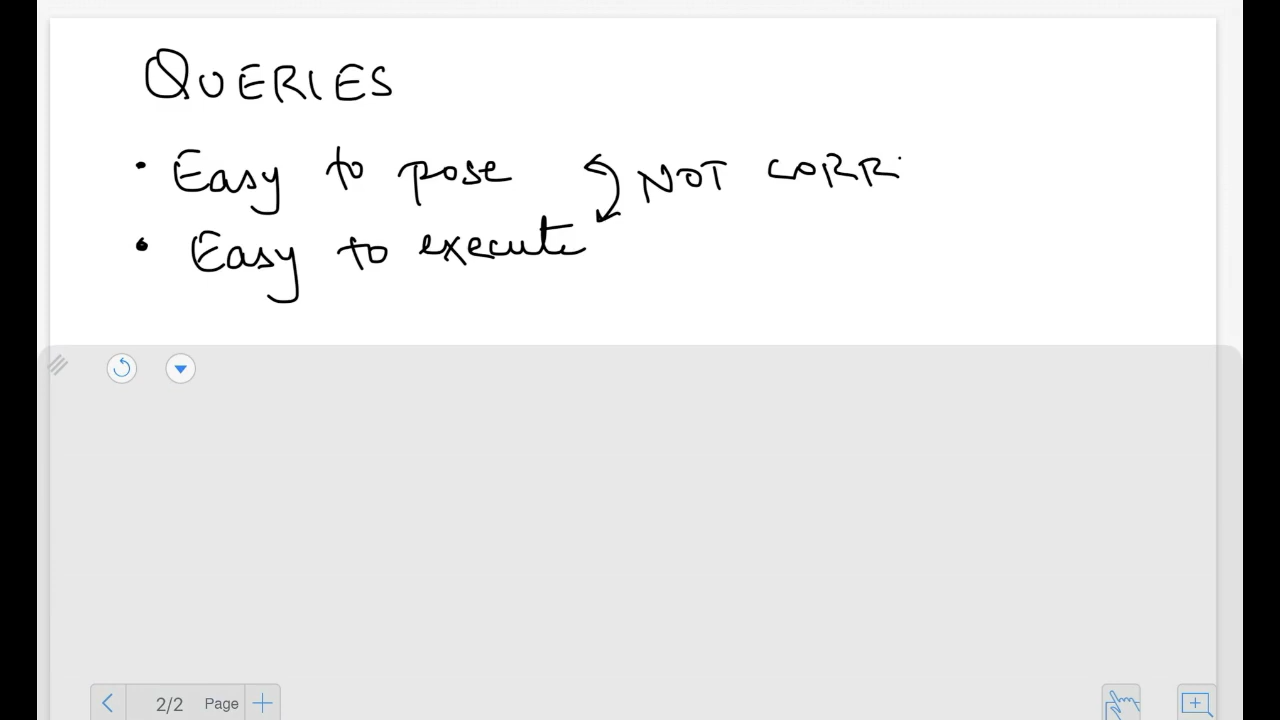 QUERIES
• Easy to pose NOT CORR
• Easy to execute
2/2 Page